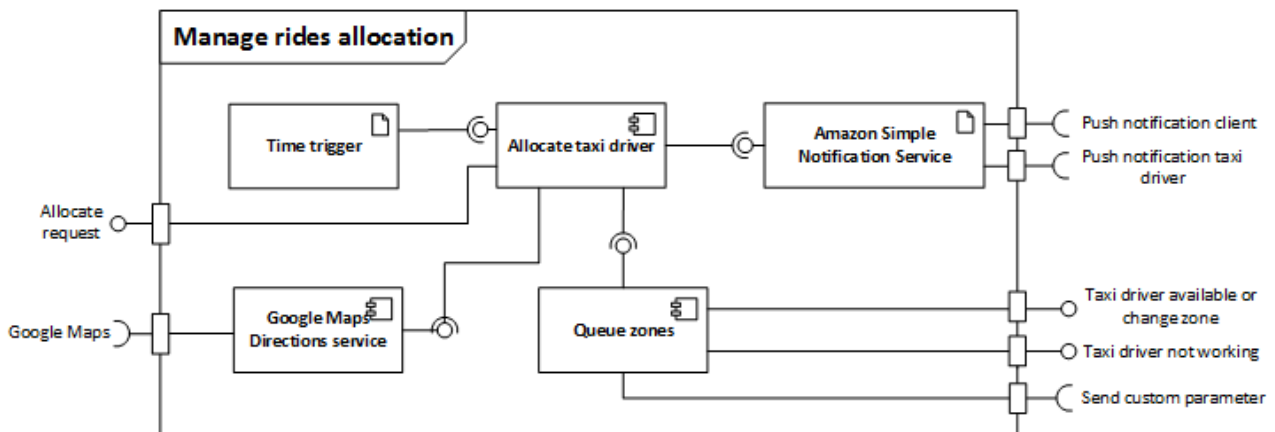 Manage rides allocation
Time trigger
Allocate taxi driver
Amazon Simple
Notification Service
Push notification client
Push notification taxi
driver
Allocate
request
Google Maps
Google Maps
Directions service
Queue zones
Taxi driver available or
change zone
Taxi driver not working
Send custom parameter